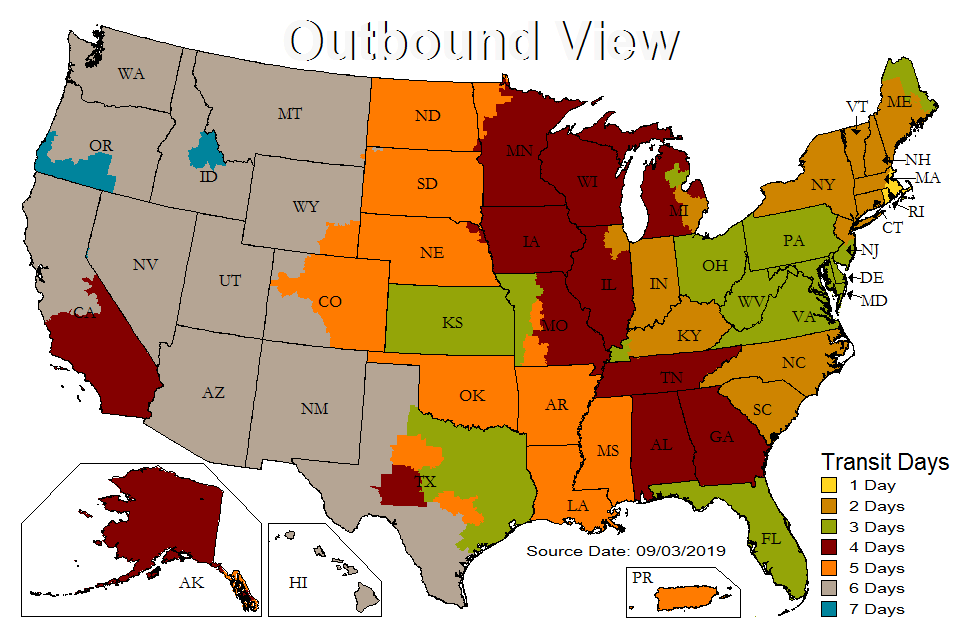 Outbound View
WA
MT
ND
MN
VT
ME
OR
ID
WY
SD
WI
MI
NY
NH
MA
RI
CT
NV
UT
CO
NE
IA
IL
IN
OH
PA
NJ
DE
MD
CA
KS
MO
KY
WV
VA
AZ
NM
OK
AR
TN
NC
SC
TX
LA
MS
AL
GA
FL
AK
HI
PR
Source Date: 09/03/2019
Transit Days
1 Day
2 Days
3 Days
4 Days
5 Days
6 Days
7 Days